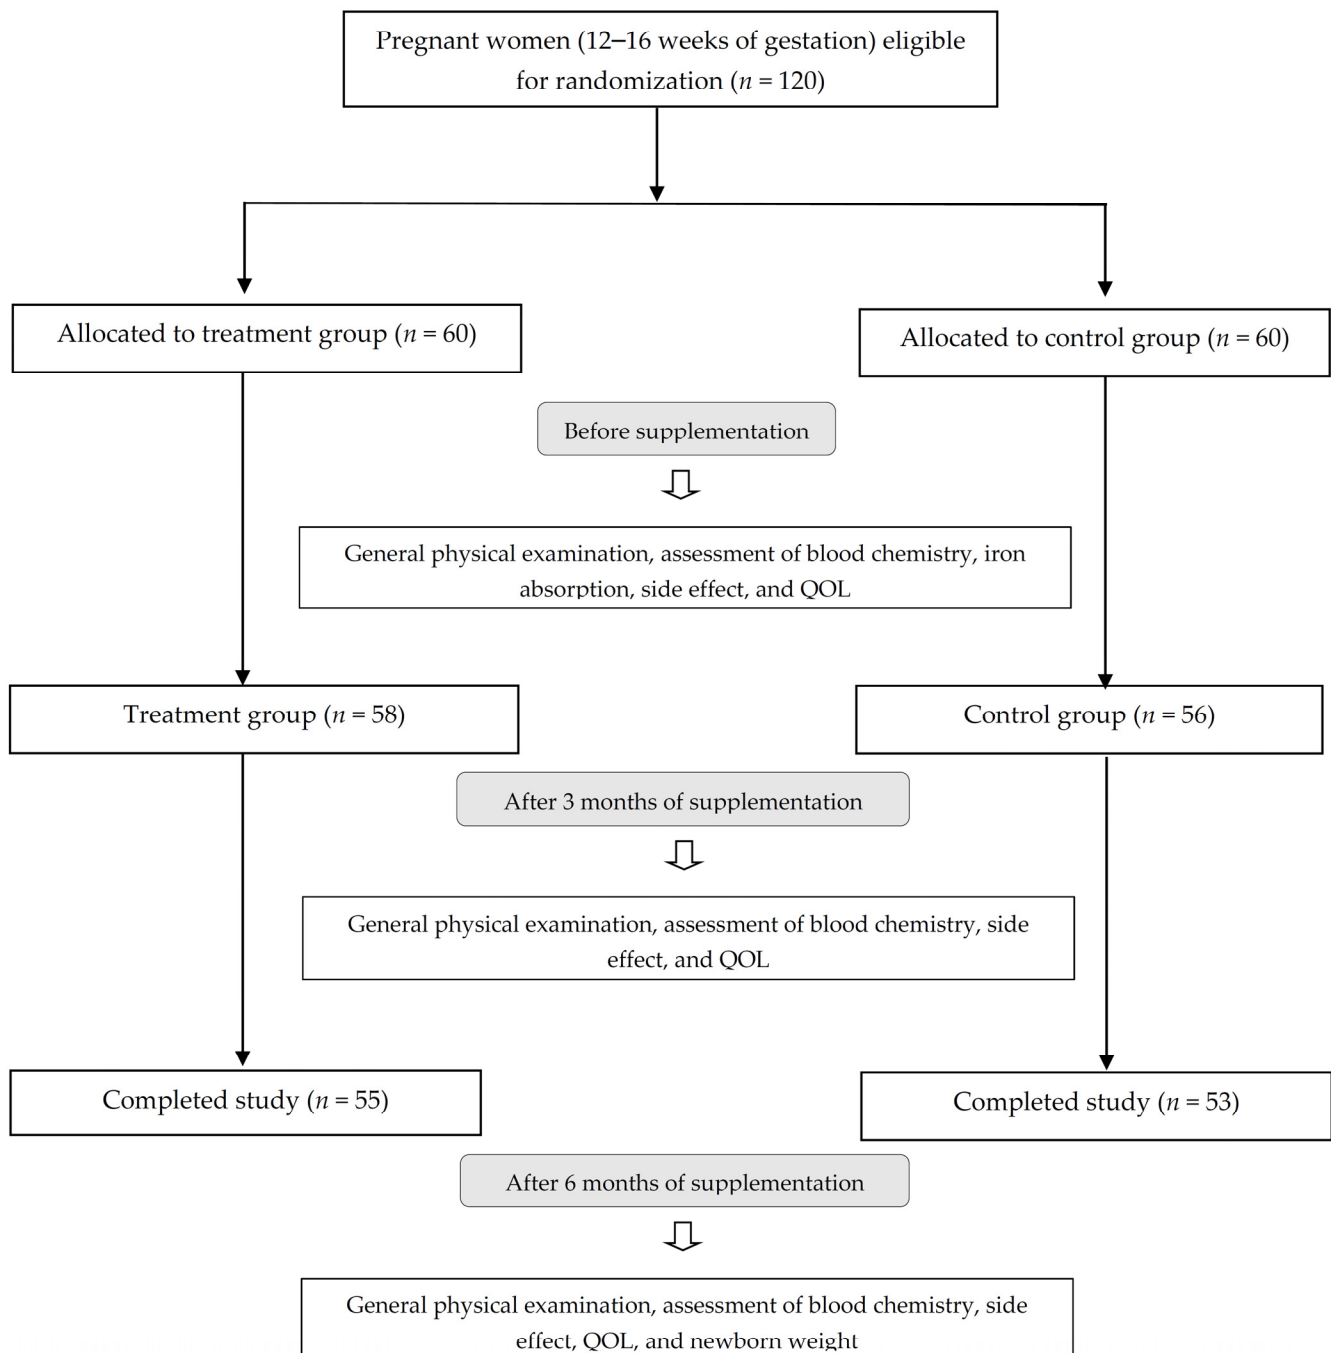 Pregnant women (12–16 weeks of gestation) eligible
for randomization (n = 120)
Allocated to treatment group (n = 60)
Allocated to control group (n = 60)
Before supplementation
General physical examination, assessment of blood chemistry, iron
absorption, side effect, and QOL
Treatment group (n = 58)
Control group (n = 56)
After 3 months of supplementation
General physical examination, assessment of blood chemistry, side
effect, and QOL
Completed study (n = 55)
Completed study (n = 53)
After 6 months of supplementation
General physical examination, assessment of blood chemistry, side
effect, QOL, and newborn weight